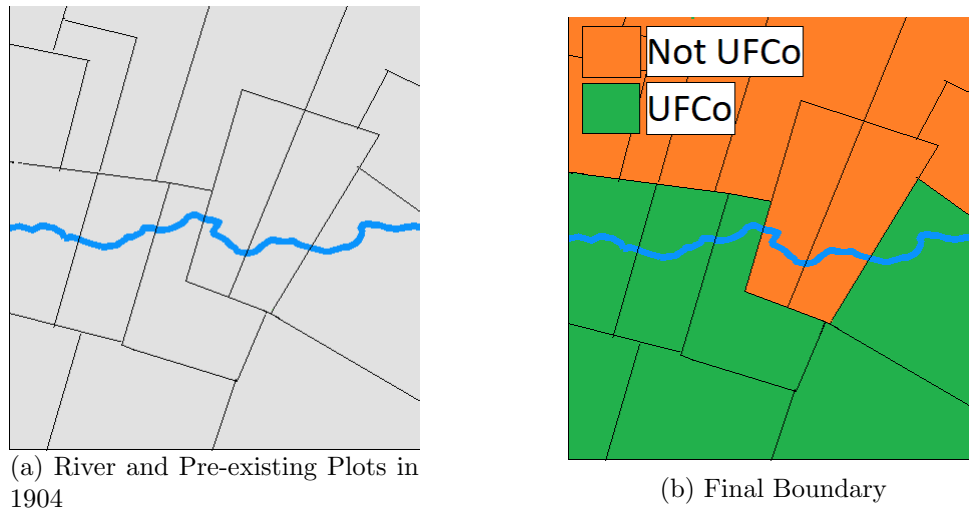 Not UFCo
UFCo
(a) River and Pre-existing Plots in
1904
(b) Final Boundary